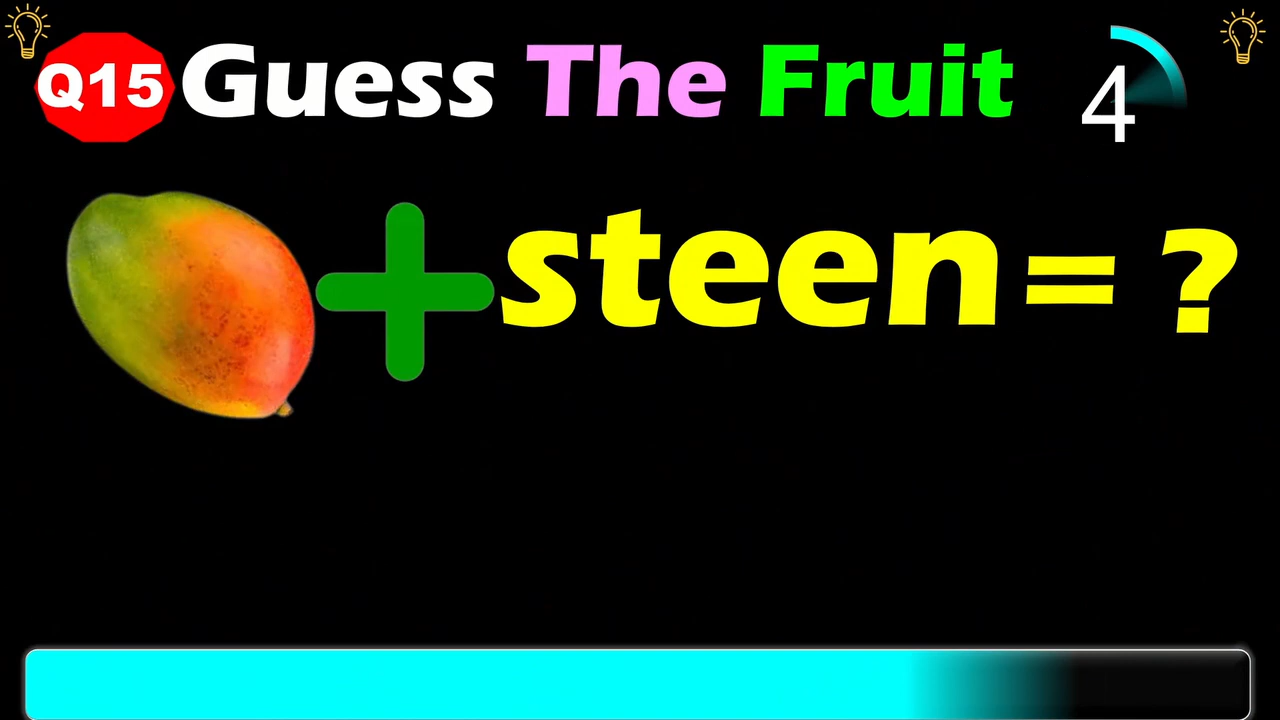 Q15 Guess The Fruit 4
steen = ?